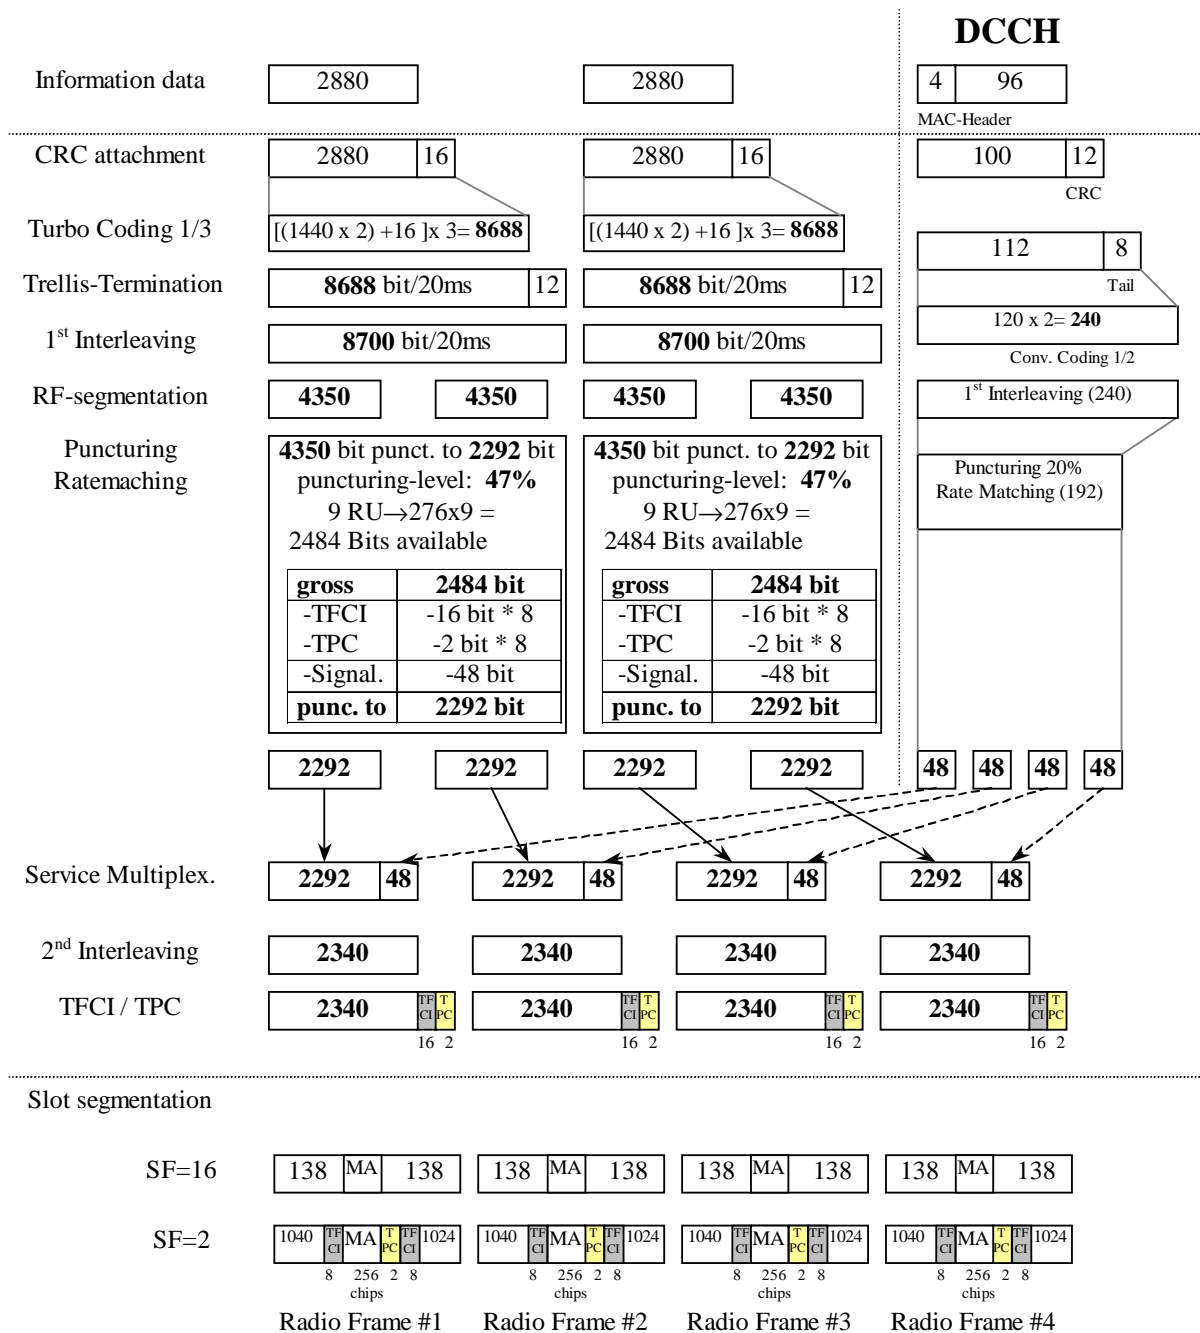 DCCH
Information data 2880 2880 4 96
MAC-Header
CRC attachment 2880 16 2880 16 100 12
CRC
Turbo Coding 1/3 [(1440 x 2) +16 ]x 3= 8688 [(1440 x 2) +16 ]x 3= 8688
112 8
Tail
Trellis-Termination 8688 bit/20ms 12 8688 bit/20ms 12
120 x 2= 240
Conv. Coding 1/2
1st Interleaving 8700 bit/20ms 8700 bit/20ms
RF-segmentation 4350 4350 4350 4350 1st Interleaving (240)
Puncturing
Ratemaching
4350 bit punct. to 2292 bit
puncturing-level: 47%
9 RU→276x9 =
2484 Bits available
gross 2484 bit
-TFCI -16 bit * 8
-TPC -2 bit * 8
-Signal. -48 bit
punc. to 2292 bit
4350 bit punct. to 2292 bit
puncturing-level: 47%
9 RU→276x9 =
2484 Bits available
gross 2484 bit
-TFCI -16 bit * 8
-TPC -2 bit * 8
-Signal. -48 bit
punc. to 2292 bit
Puncturing 20%
Rate Matching (192)
2292 2292 2292 2292 48 48 48 48
Service Multiplex. 2292 48 2292 48 2292 48 2292 48
2nd Interleaving 2340 2340 2340 2340
TFCI / TPC 2340 TF CI T PC 2340 TF CI T PC 2340 TF CI T PC 2340 TF CI T PC
16 2 16 2 16 2 16 2
Slot segmentation
SF=16 138 MA 138 138 MA 138 138 MA 138 138 MA 138
SF=2 1040 TF CI MA T PC TF CI 1024 1040 TF CI MA T PC TF CI 1024 1040 TF CI MA T PC TF CI 1024 1040 TF CI MA T PC TF CI 1024
8 256 2 8 8 256 2 8 8 256 2 8 8 256 2 8
chips chips chips chips
Radio Frame #1 Radio Frame #2 Radio Frame #3 Radio Frame #4